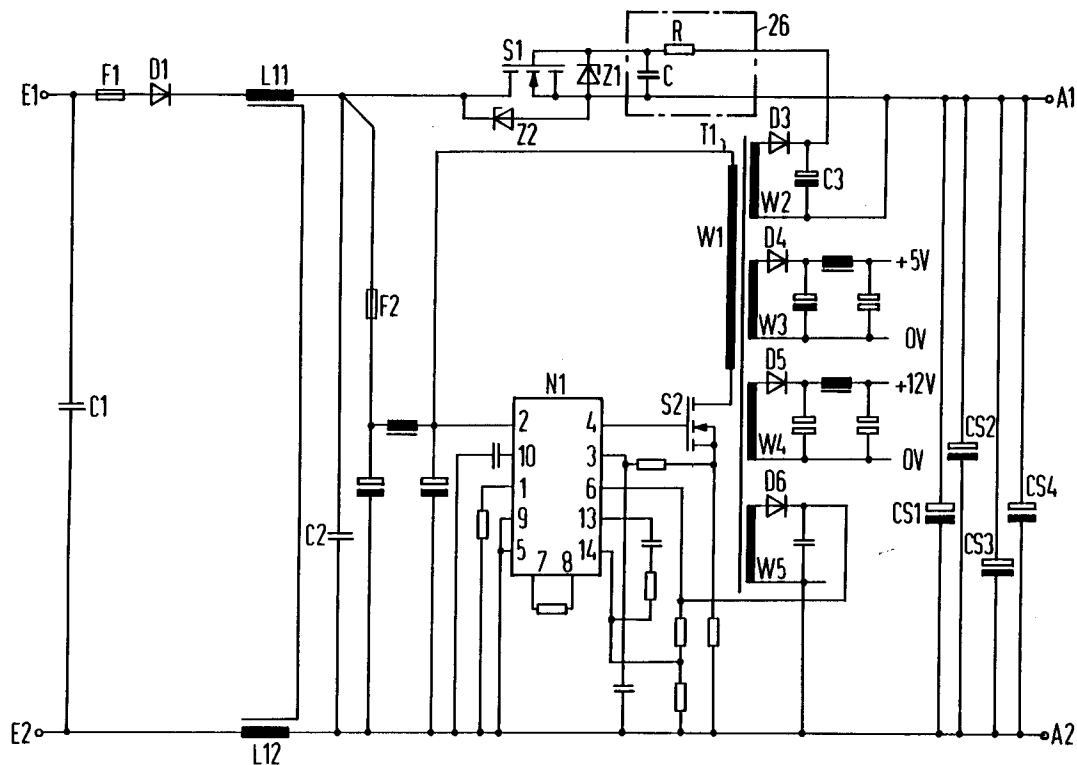 26
R
S1
F1
D1
L11
Z1
C
E1
A1
Z2
T1
D3
C3
W2
W1
D4
+5V
F2
W3
0V
D5
N1
+12V
S2
C1
2
4
W4
CS2
10
3
0V
1
6
D6
CS4
CS1
9
13
C2
5
7
8
14
W5
CS3
E2
A2
L12